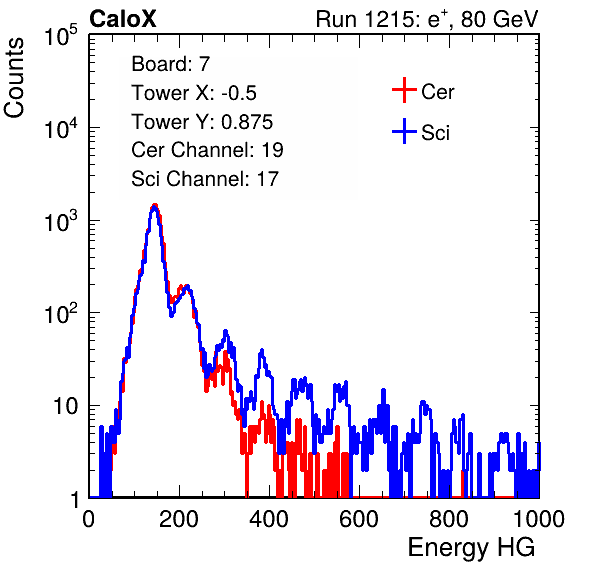 CaloX Run 1215: e⁺, 80 GeV
Counts
Board: 7
Tower X: -0.5
Tower Y: 0.875
Cer Channel: 19
Sci Channel: 17
Cer
Sci
10⁵
10⁴
10³
10²
10
1
0 200 400 600 800 1000
Energy HG